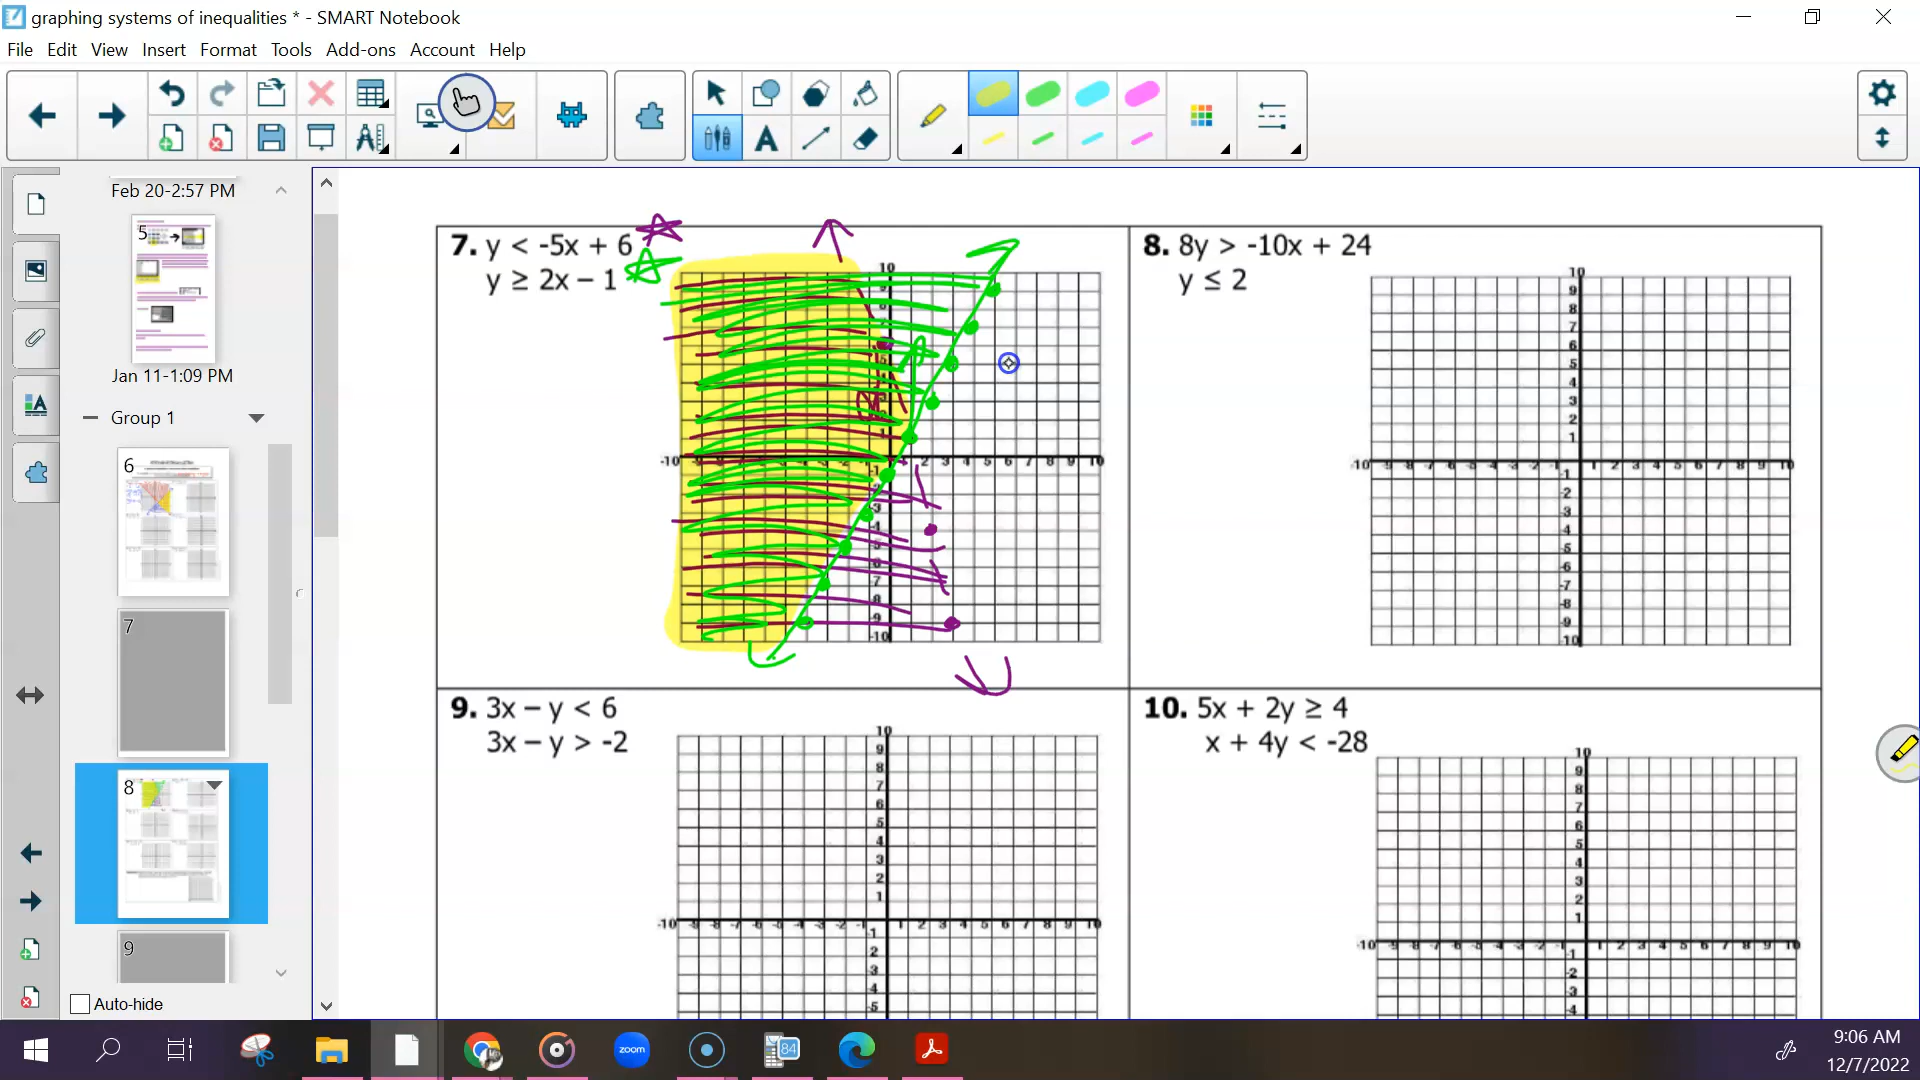 graphing systems of inequalities * - SMART Notebook
File Edit View Insert Format Tools Add-ons Account Help
Feb 20-2:57 PM
5
Jan 11-1:09 PM
Group 1
6
7
8
9
Auto-hide
7. y < -5x + 6
y ≥ 2x – 1
8. 8y > -10x + 24
y ≤ 2
9. 3x – y < 6
3x – y > -2
10. 5x + 2y ≥ 4
x + 4y < -28
zoom
84
9:06 AM
12/7/2022